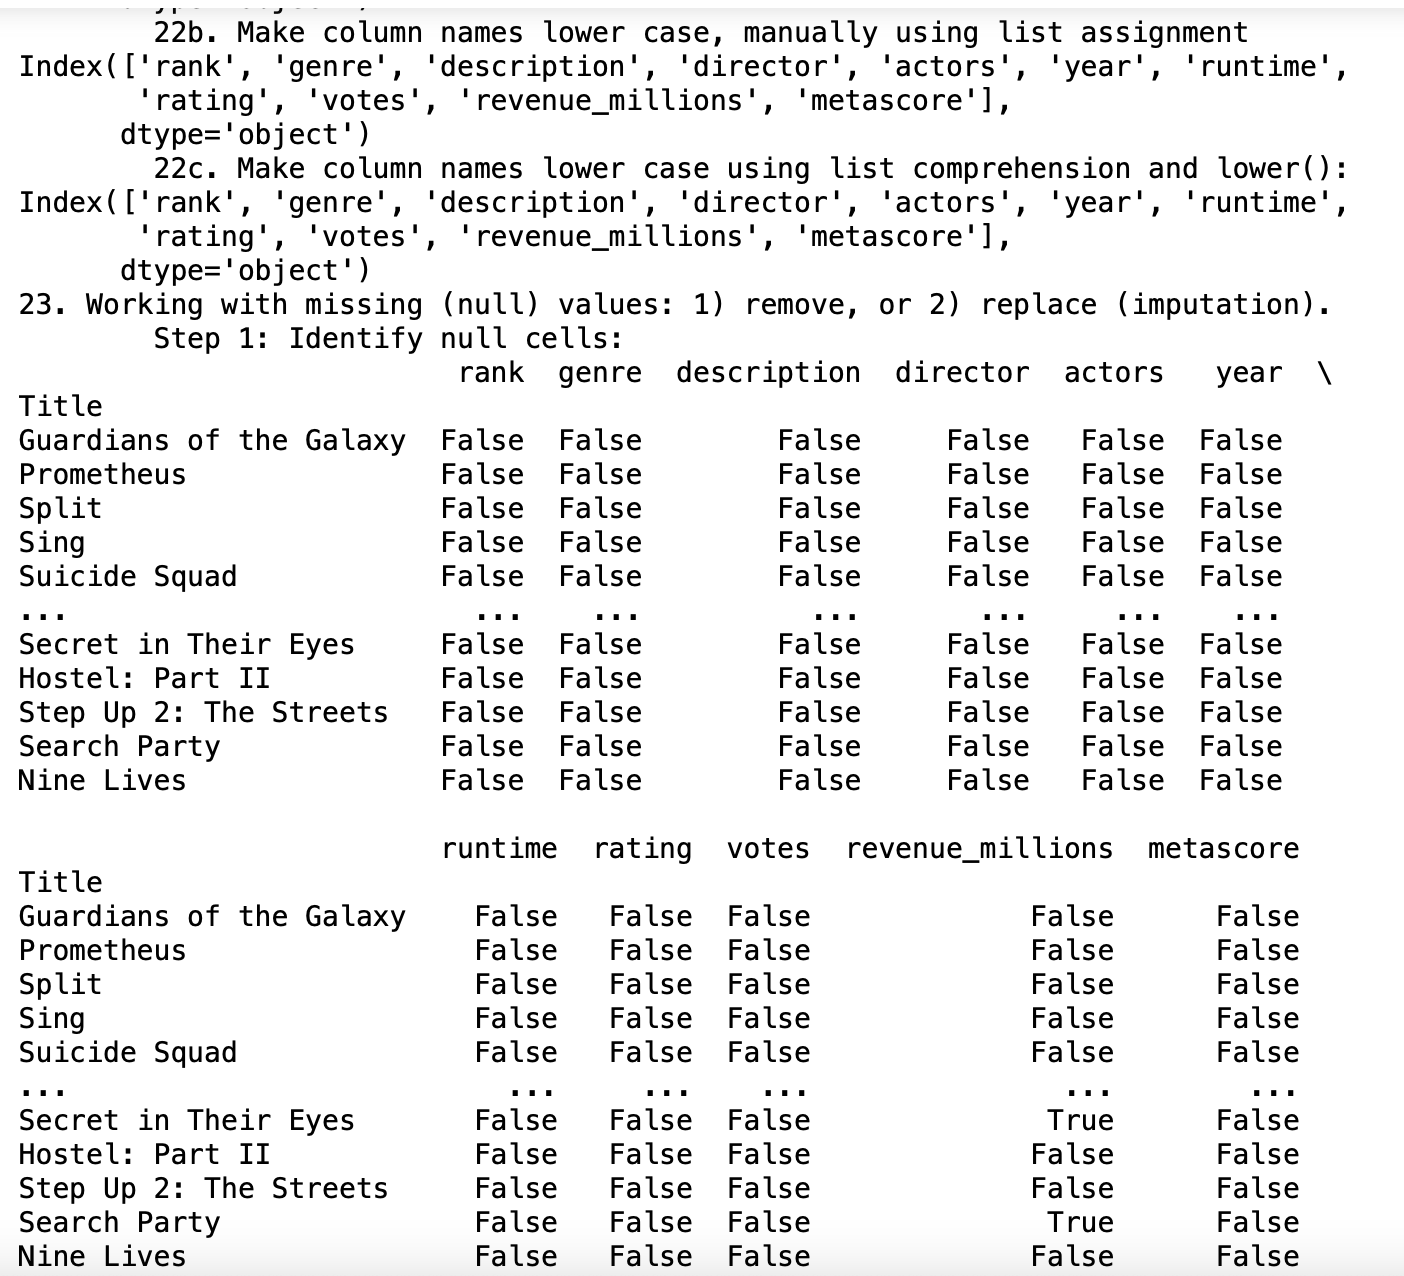 22b. Make column names lower case, manually using list assignment
Index(['rank', 'genre', 'description', 'director', 'actors', 'year', 'runtime',
       'rating', 'votes', 'revenue_millions', 'metascore'],
      dtype='object')
        22c. Make column names lower case using list comprehension and lower():
Index(['rank', 'genre', 'description', 'director', 'actors', 'year', 'runtime',
       'rating', 'votes', 'revenue_millions', 'metascore'],
      dtype='object')
23. Working with missing (null) values: 1) remove, or 2) replace (imputation).
        Step 1: Identify null cells:
                          rank  genre  description  director  actors   year  \
Title
Guardians of the Galaxy  False  False        False     False   False  False
Prometheus               False  False        False     False   False  False
Split                    False  False        False     False   False  False
Sing                     False  False        False     False   False  False
Suicide Squad            False  False        False     False   False  False
...                        ...    ...          ...       ...     ...    ...
Secret in Their Eyes     False  False        False     False   False  False
Hostel: Part II          False  False        False     False   False  False
Step Up 2: The Streets   False  False        False     False   False  False
Search Party             False  False        False     False   False  False
Nine Lives               False  False        False     False   False  False

                         runtime  rating  votes  revenue_millions  metascore
Title
Guardians of the Galaxy    False   False  False             False      False
Prometheus                 False   False  False             False      False
Split                      False   False  False             False      False
Sing                       False   False  False             False      False
Suicide Squad              False   False  False             False      False
...                          ...     ...    ...               ...        ...
Secret in Their Eyes       False   False  False              True      False
Hostel: Part II            False   False  False             False      False
Step Up 2: The Streets     False   False  False             False      False
Search Party               False   False  False              True      False
Nine Lives                 False   False  False             False      False